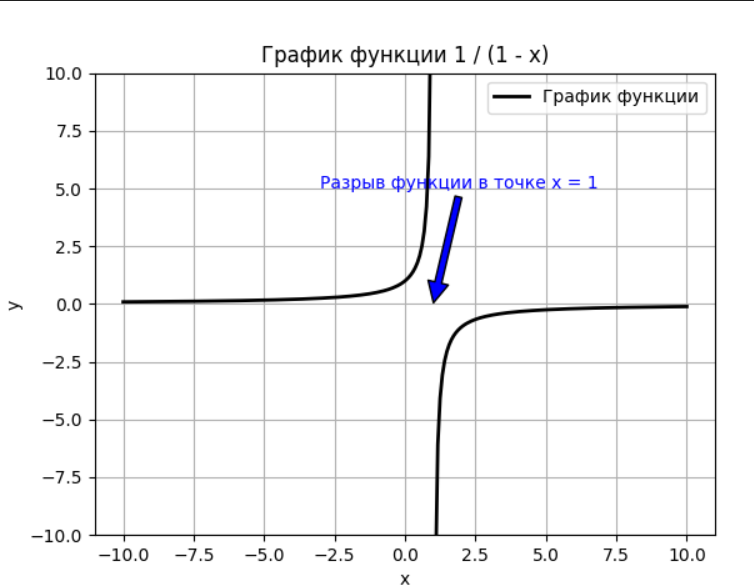 График функции 1 / (1 - x)
График функции
Разрыв функции в точке x = 1
10.0
7.5
5.0
2.5
0.0
−2.5
−5.0
−7.5
−10.0
y
−10.0 −7.5 −5.0 −2.5 0.0 2.5 5.0 7.5 10.0
x